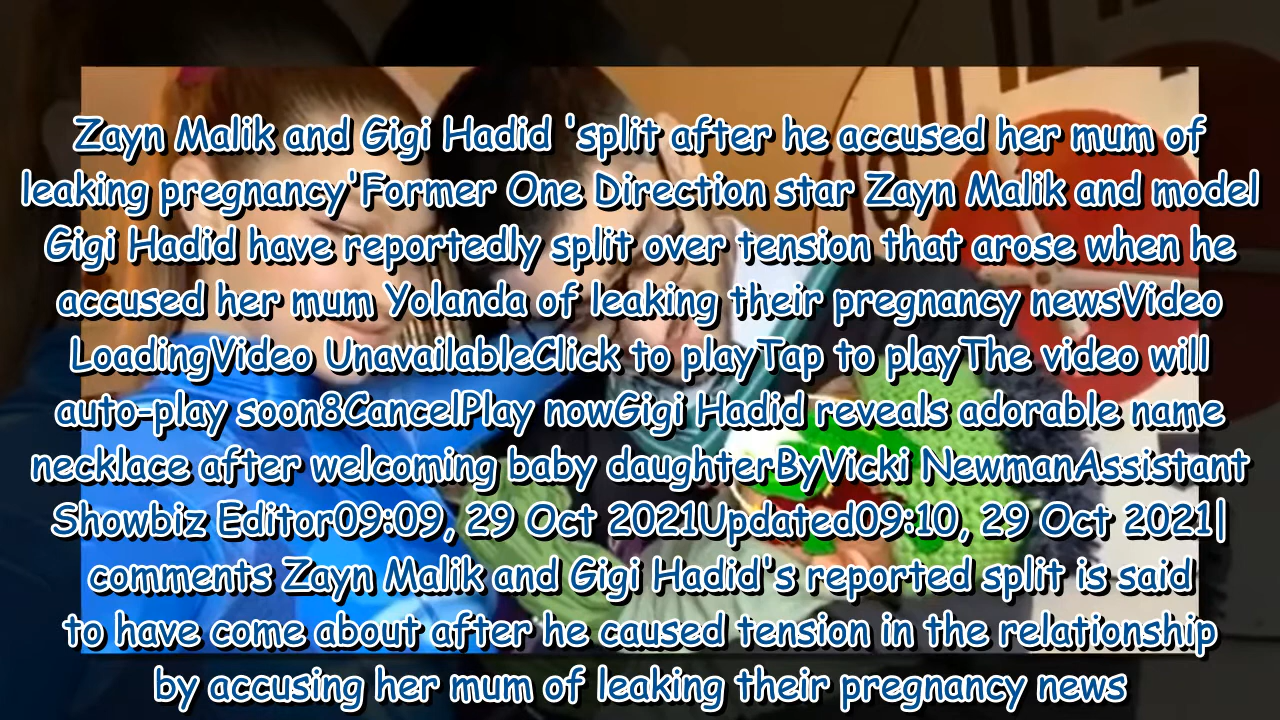 Zayn Malik and Gigi Hadid 'split after he accused her mum of
leaking pregnancy'Former One Direction star Zayn Malik and model
Gigi Hadid have reportedly split over tension that arose when he
accused her mum Yolanda of leaking their pregnancy newsVideo
LoadingVideo UnavailableClick to playTap to playThe video will
auto-play soon8CancelPlay nowGigi Hadid reveals adorable name
necklace after welcoming baby daughterByVicki NewmanAssistant
Showbiz Editor09:09, 29 Oct 2021Updated09:10, 29 Oct 2021|
comments Zayn Malik and Gigi Hadid's reported split is said
to have come about after he caused tension in the relationship
by accusing her mum of leaking their pregnancy news